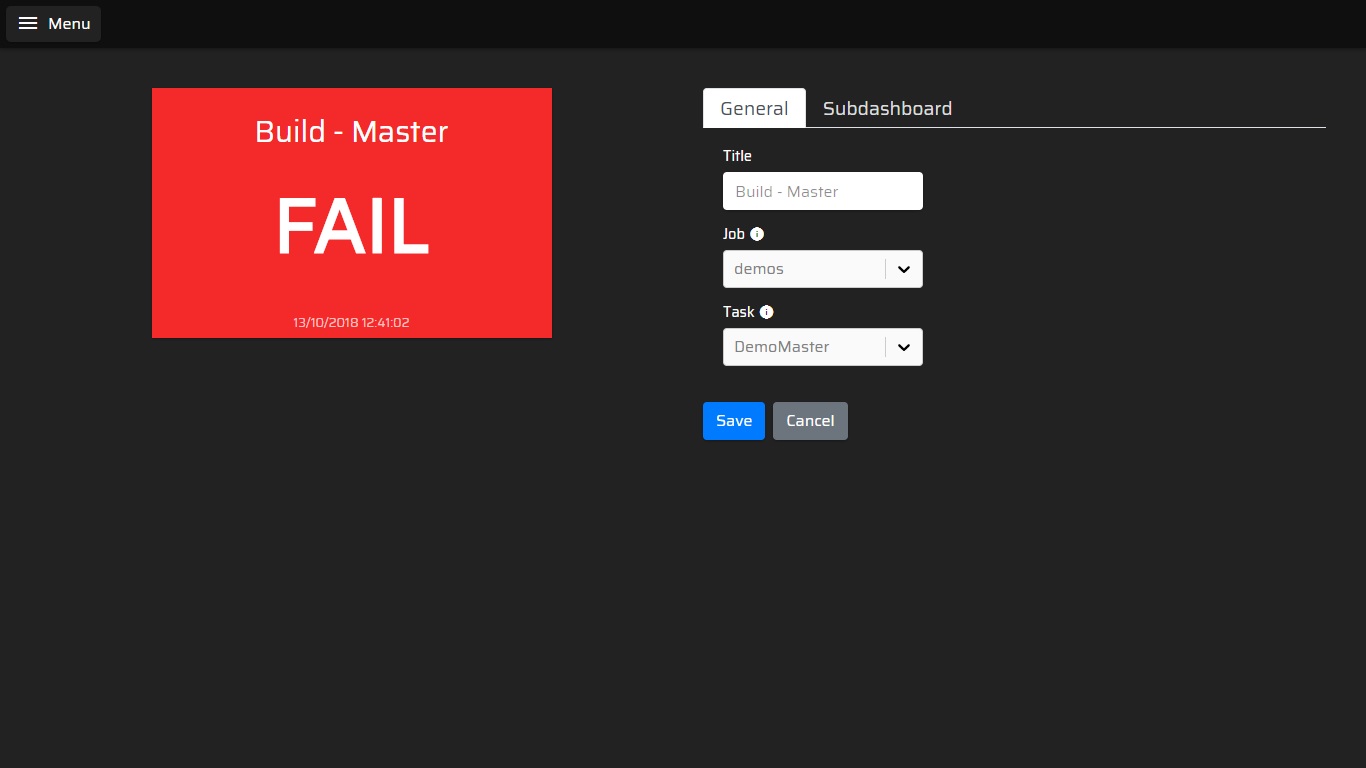 Menu
Build - Master
FAIL
13/10/2018 12:41:02
General Subdashboard
Title
Build - Master
Job
demos
Task
DemoMaster
Save Cancel